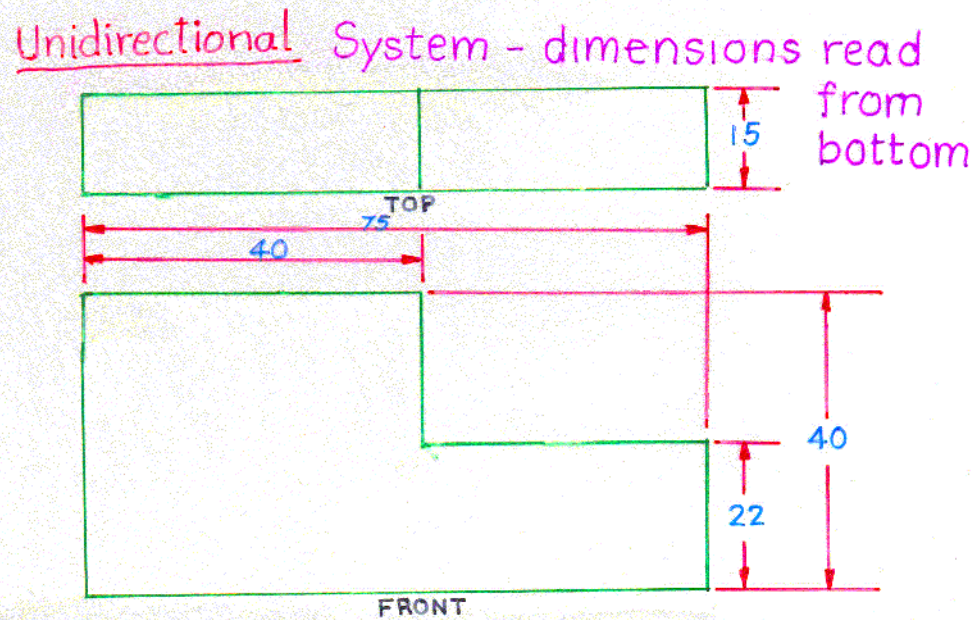 Unidirectional System - dimensions read
from
bottom
15
TOP
75
40
40
22
FRONT